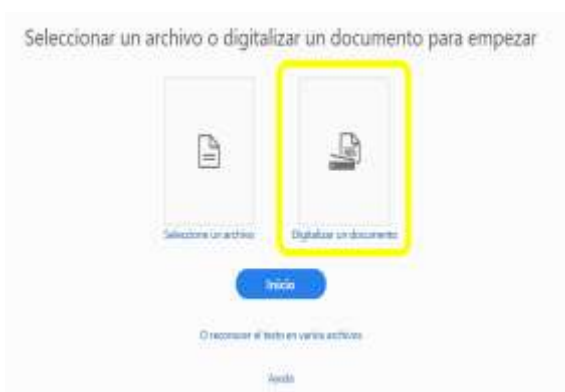 Seleccionar un archivo o digitalizar un documento para empezar
Seleccione un archivo
Digitalizar un documento
Inicio
O reconocer el texto en varios archivos
Ayuda